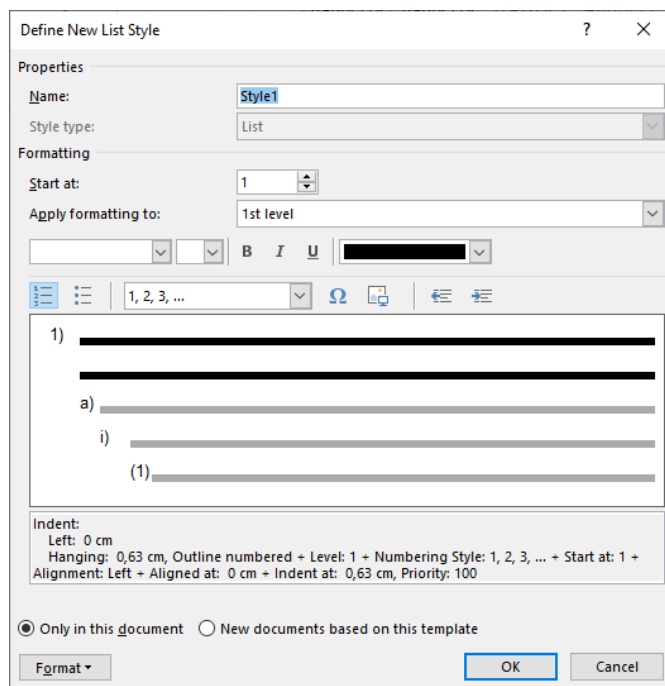 Define New List Style ? ×
Properties
Name: Style1
Style type: List
Formatting
Start at: 1
Apply formatting to: 1st level
B I U
1, 2, 3, ... Ω
1)
a)
i)
(1)
Indent:
Left: 0 cm
Hanging: 0,63 cm, Outline numbered + Level: 1 + Numbering Style: 1, 2, 3, ... + Start at: 1 +
Alignment: Left + Aligned at: 0 cm + Indent at: 0,63 cm, Priority: 100
Only in this document New documents based on this template
Format OK Cancel